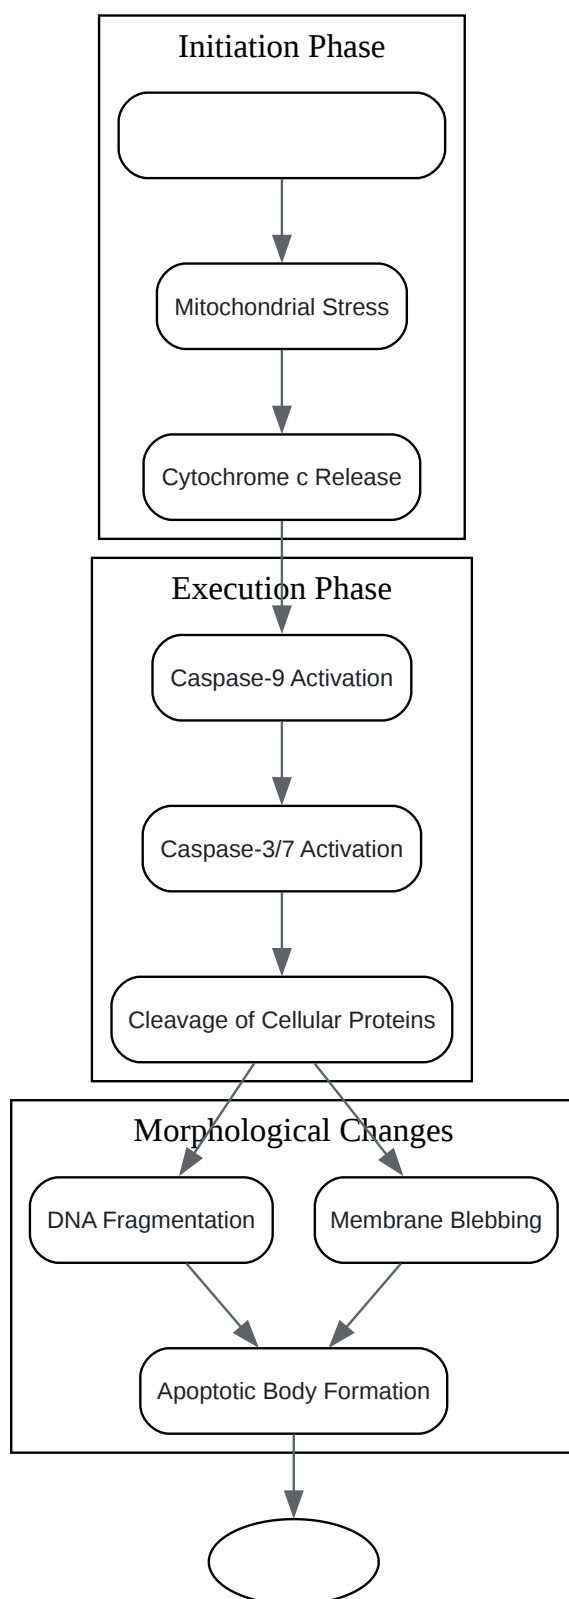 Initiation Phase
Mitochondrial Stress
Cytochrome c Release
Execution Phase
Caspase-9 Activation
Caspase-3/7 Activation
Cleavage of Cellular Proteins
Morphological Changes
DNA Fragmentation
Membrane Blebbing
Apoptotic Body Formation